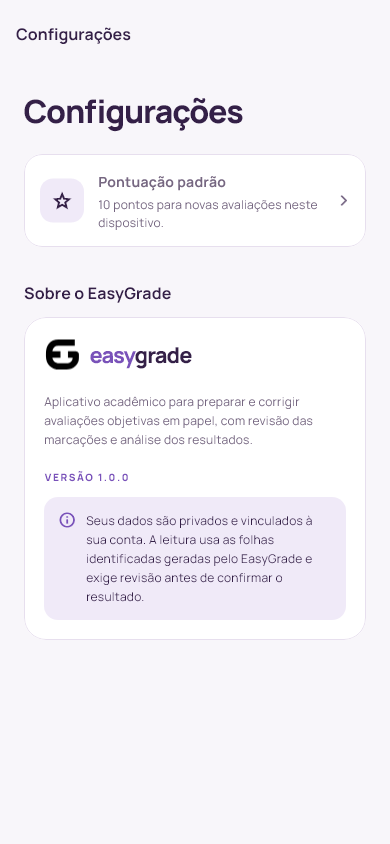 Configurações
Configurações
Pontuação padrão
10 pontos para novas avaliações neste
dispositivo.
Sobre o EasyGrade
easygrade
Aplicativo acadêmico para preparar e corrigir
avaliações objetivas em papel, com revisão das
marcações e análise dos resultados.
VERSÃO 1.0.0
Seus dados são privados e vinculados à
sua conta. A leitura usa as folhas
identificadas geradas pelo EasyGrade e
exige revisão antes de confirmar o
resultado.